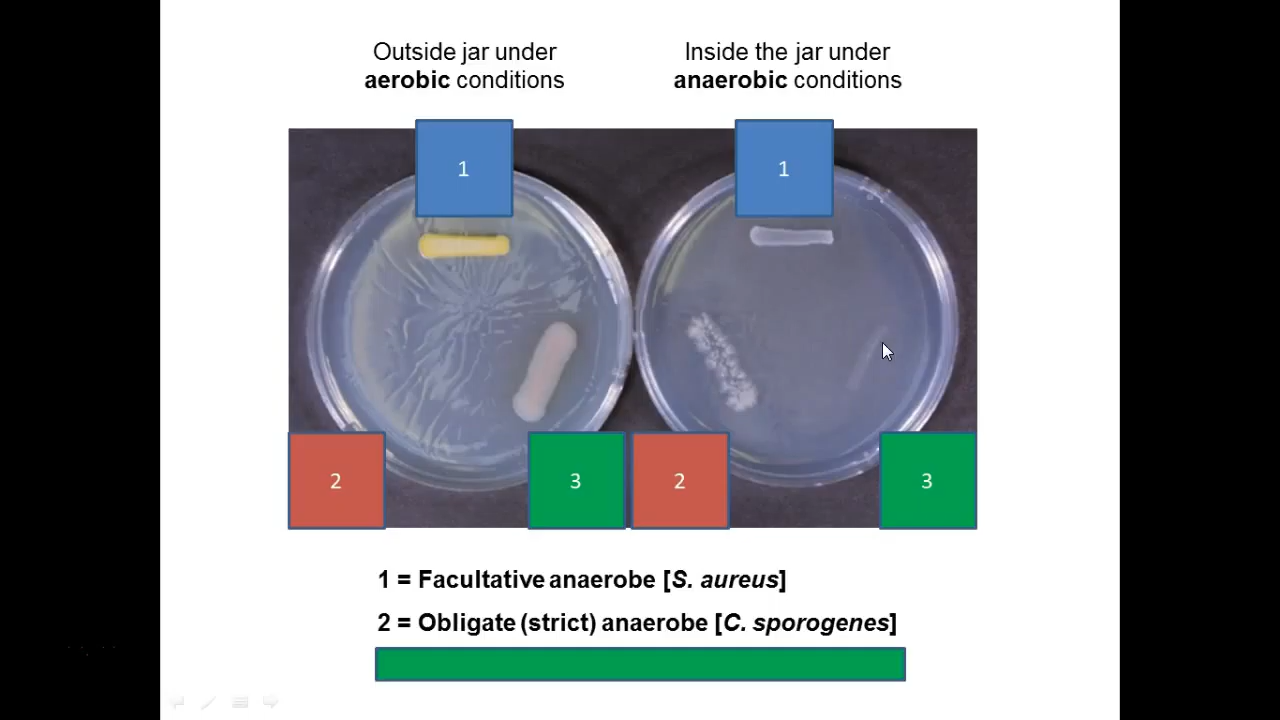 Outside jar under
aerobic conditions
Inside the jar under
anaerobic conditions
1
1
2
3
2
3
1 = Facultative anaerobe [S. aureus]
2 = Obligate (strict) anaerobe [C. sporogenes]